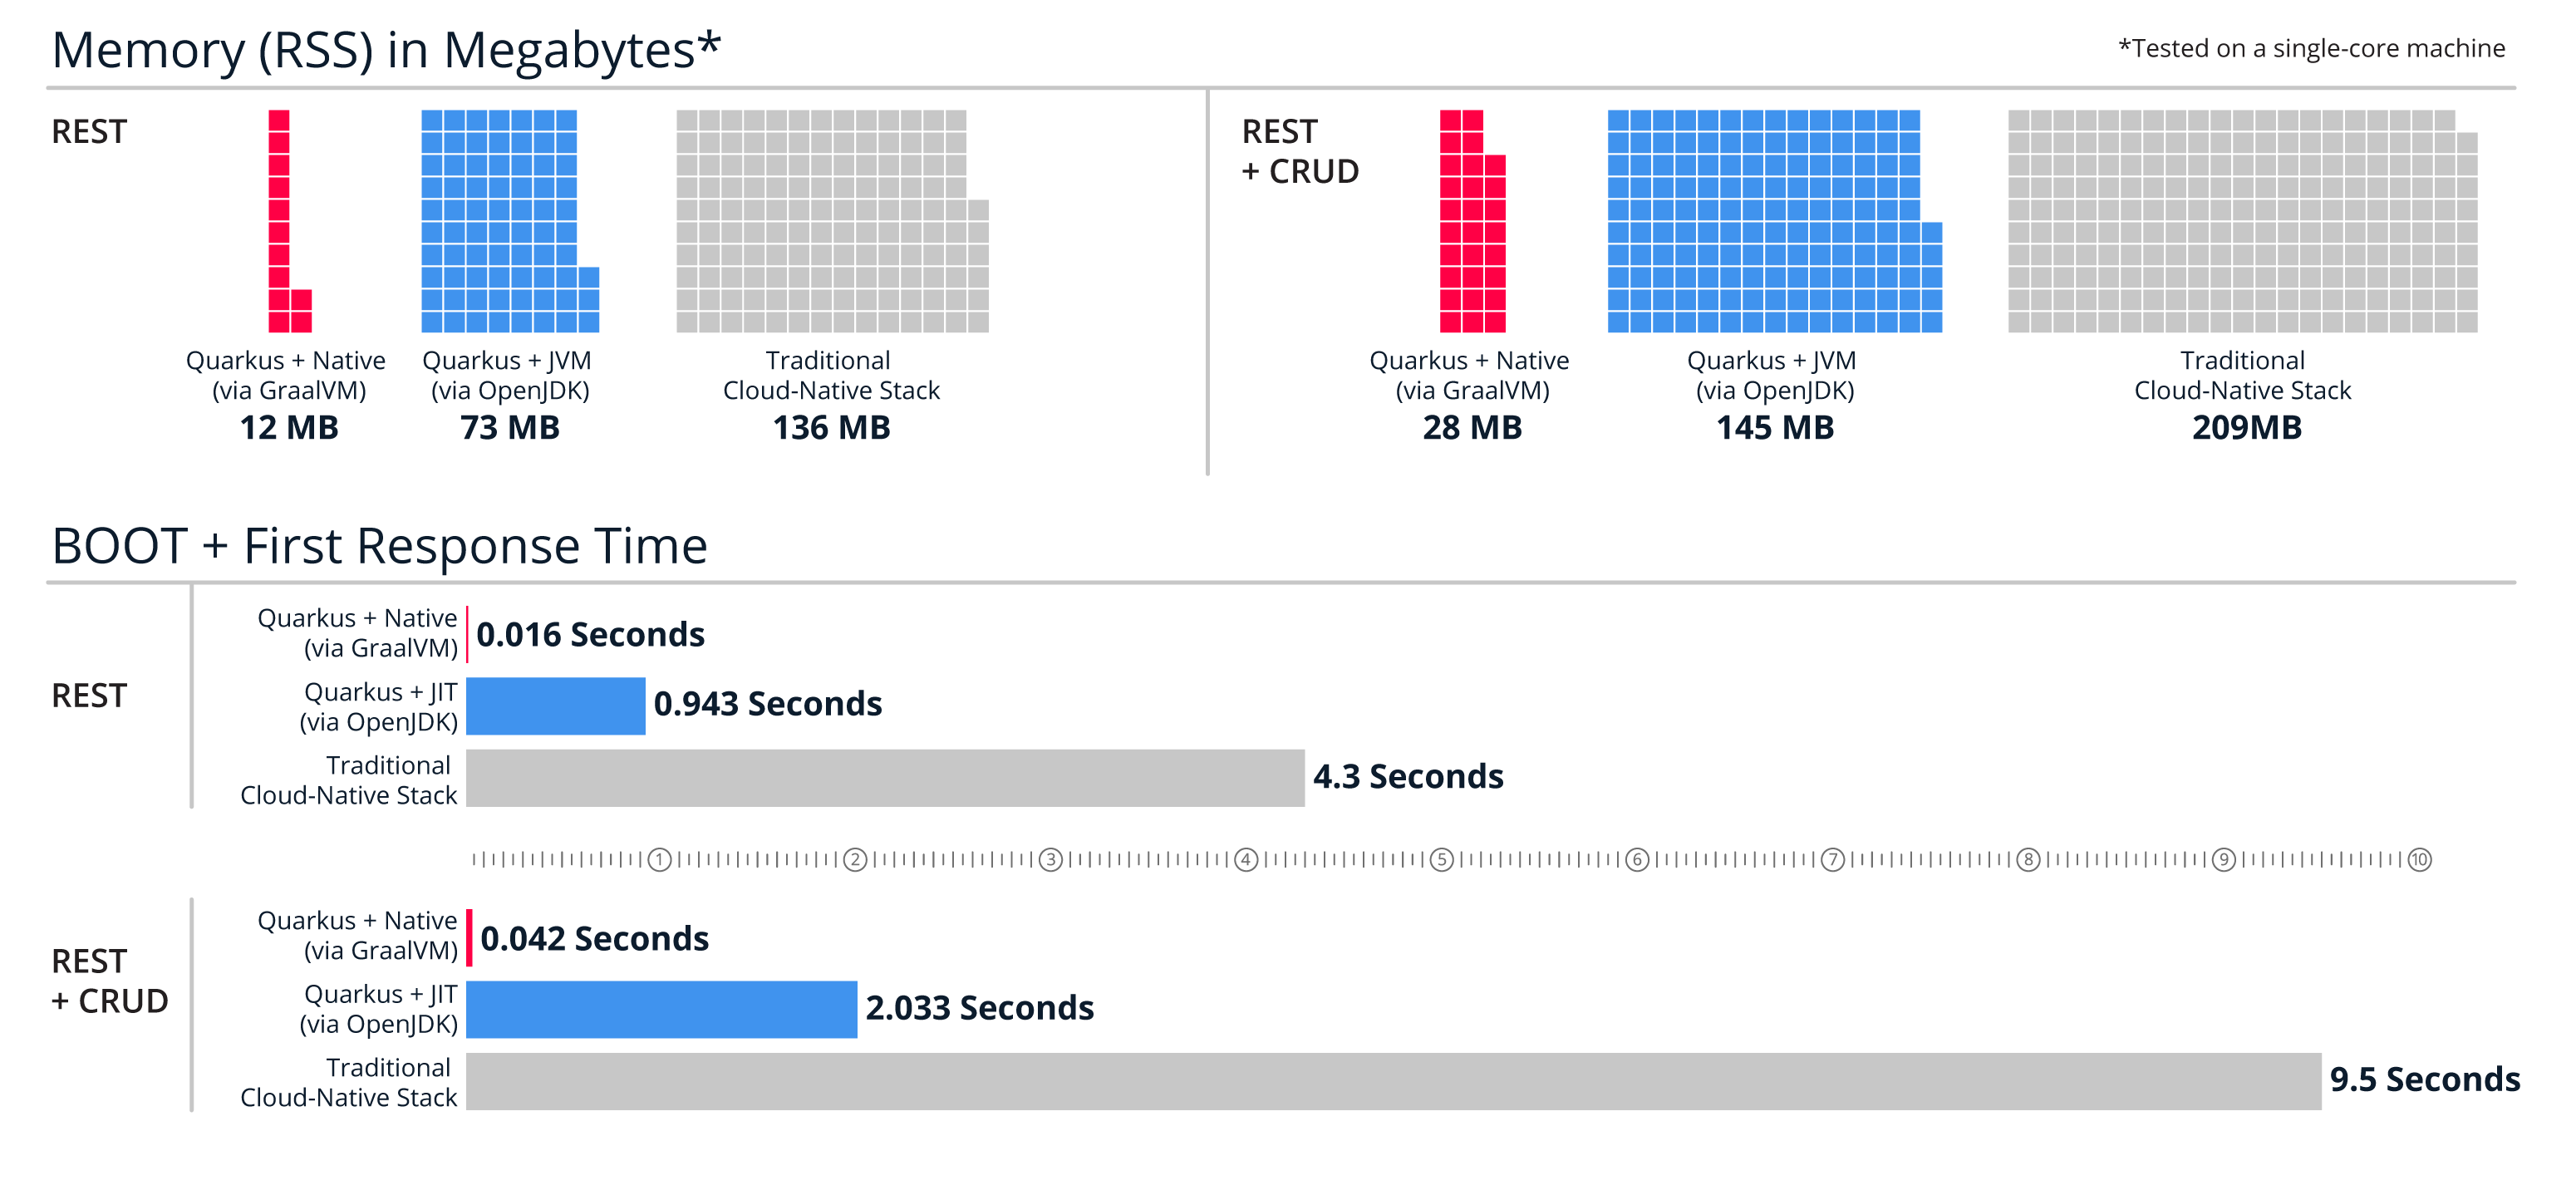 Memory (RSS) in Megabytes*
*Tested on a single-core machine
REST
Quarkus + Native
(via GraalVM)
12 MB
Quarkus + JVM
(via OpenJDK)
73 MB
Traditional
Cloud-Native Stack
136 MB
REST
+ CRUD
Quarkus + Native
(via GraalVM)
28 MB
Quarkus + JVM
(via OpenJDK)
145 MB
Traditional
Cloud-Native Stack
209MB
BOOT + First Response Time
REST
Quarkus + Native
(via GraalVM)
0.016 Seconds
Quarkus + JIT
(via OpenJDK)
0.943 Seconds
Traditional
Cloud-Native Stack
4.3 Seconds
1 2 3 4 5 6 7 8 9 10
REST
+ CRUD
Quarkus + Native
(via GraalVM)
0.042 Seconds
Quarkus + JIT
(via OpenJDK)
2.033 Seconds
Traditional
Cloud-Native Stack
9.5 Seconds